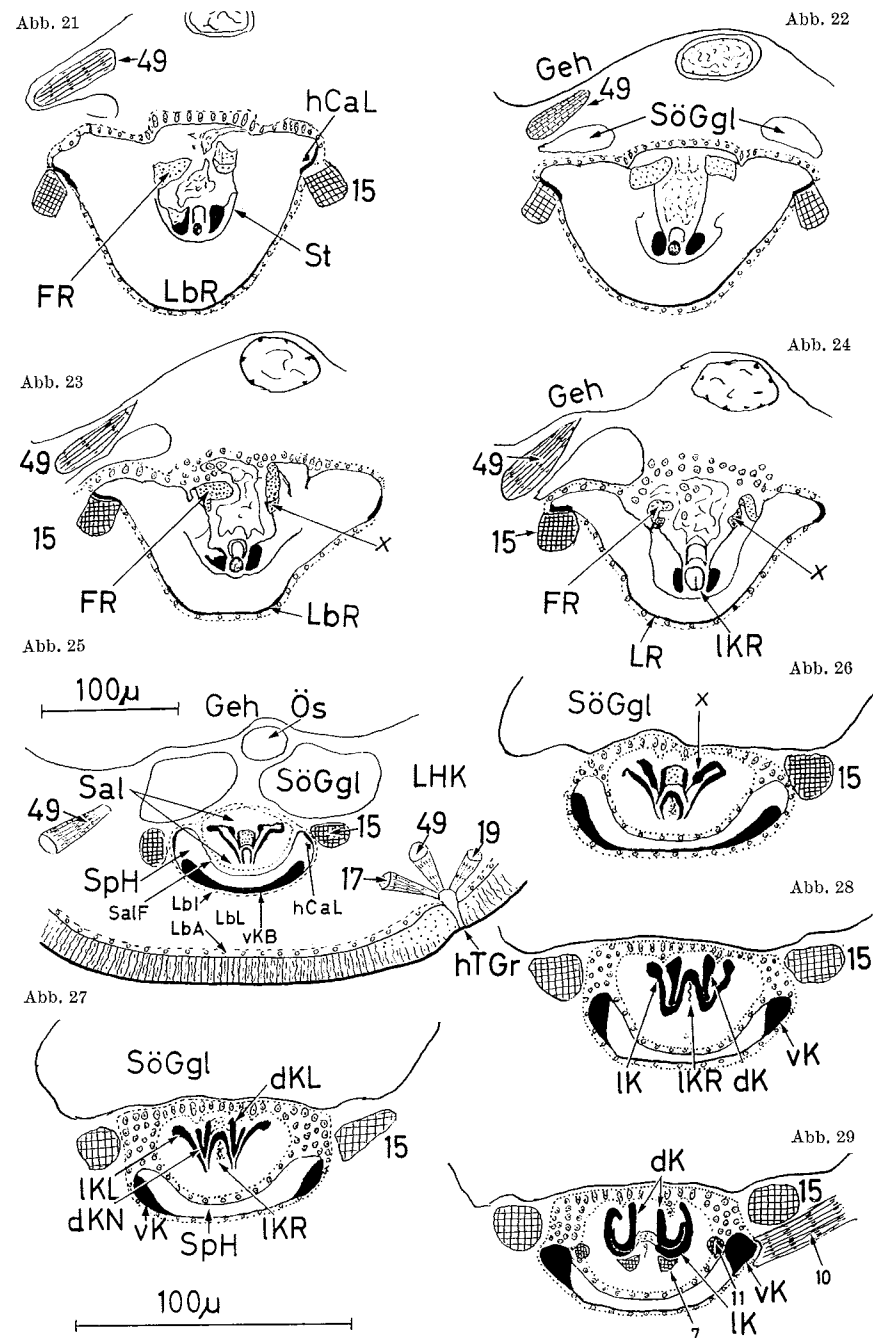 Abb. 21
49
hCaL
15
St
FR
LbR
Abb. 22
Geh
49
SöGgl
Abb. 23
49
15
FR
x
LbR
Abb. 24
Geh
49
15
FR
x
LR
lKR
Abb. 25
100µ
Geh Ös
Sal
SöGgl
LHK
49
15
49
19
SpH
17
SalF
LbI
LbL
hCaL
LbA
vKB
hTGr
Abb. 26
SöGgl
x
15
Abb. 27
SöGgl
dKL
15
lKL
dKN
vK
SpH
lKR
100µ
Abb. 28
15
lK
lKR
dK
vK
Abb. 29
dK
15
10
11
vK
7
lK